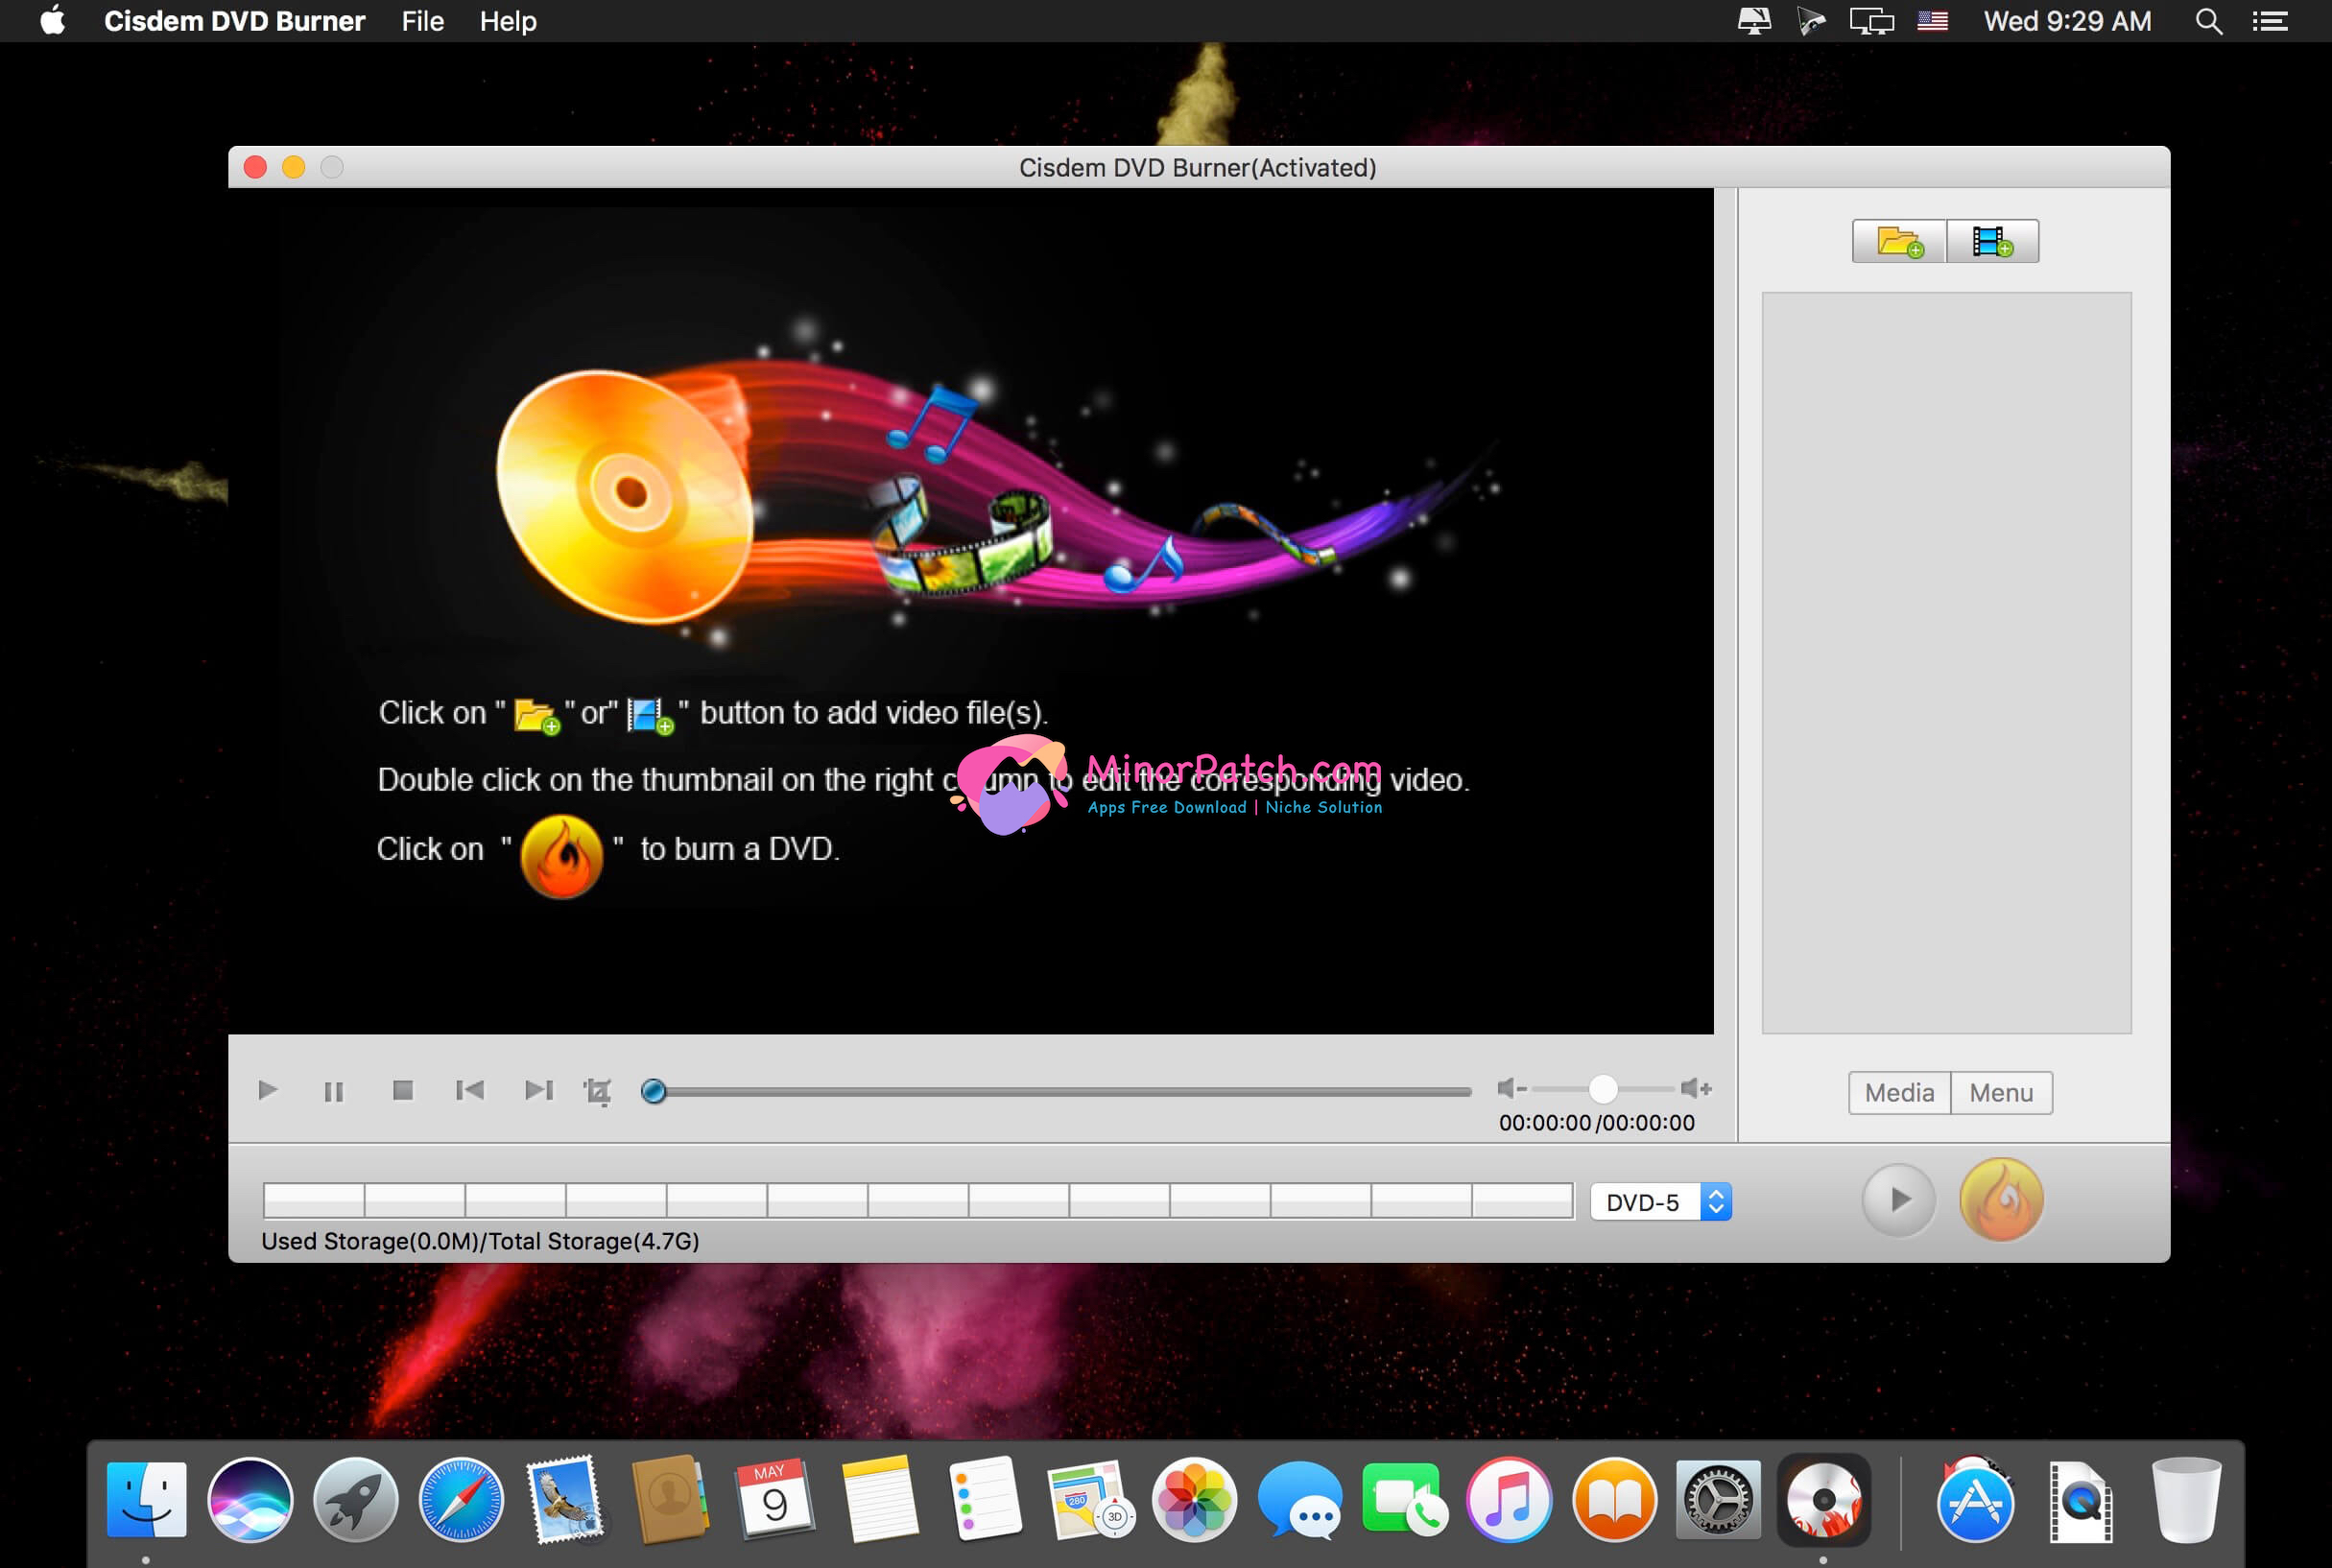 Cisdem DVD Burner File Help Wed 9:29 AM
Cisdem DVD Burner(Activated)
Click on " " or " " button to add video file(s).
MinorPatch.com
Double click on the thumbnail on the right column to edit the corresponding video.
Apps Free Download | Niche Solution
Click on " " to burn a DVD.
Media Menu
00:00:00/00:00:00
DVD-5
Used Storage(0.0M)/Total Storage(4.7G)
MAY
9
280
3D